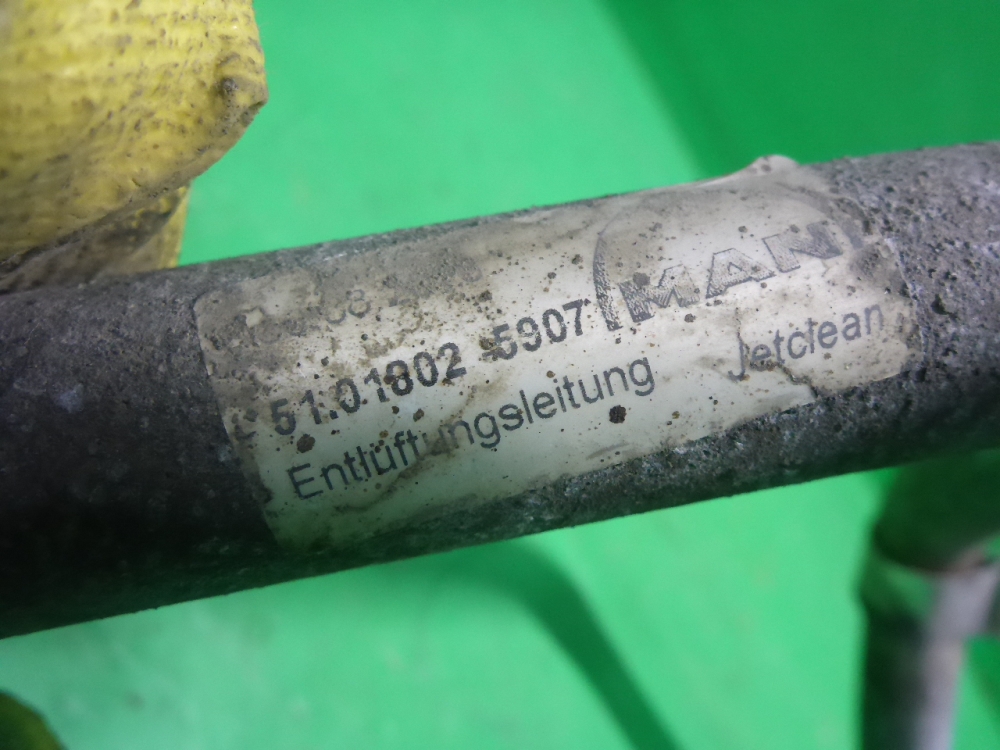 MAN
51.01802-5907
Entlüftungsleitung
Jetclean